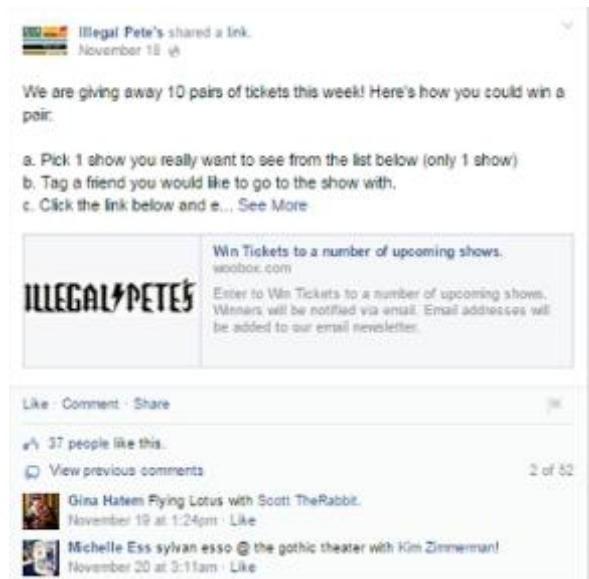 Illegal Pete's shared a link.
November 18
We are giving away 10 pairs of tickets this week! Here's how you could win a
pair:
a. Pick 1 show you really want to see from the list below (only 1 show)
b. Tag a friend you would like to go to the show with.
c. Click the link below and e... See More
ILLEGAL PETE'S
Win Tickets to a number of upcoming shows.
woobox.com
Enter to Win Tickets to a number of upcoming shows.
Winners will be notified via email. Email addresses will
be added to our email newsletter.
Like · Comment · Share
37 people like this.
View previous comments
2 of 52
Gina Hatem Flying Lotus with Scott TheRabbit.
November 19 at 1:24pm · Like
Michelle Ess sylvan esso @ the gothic theater with Kim Zimmerman!
November 20 at 3:11am · Like